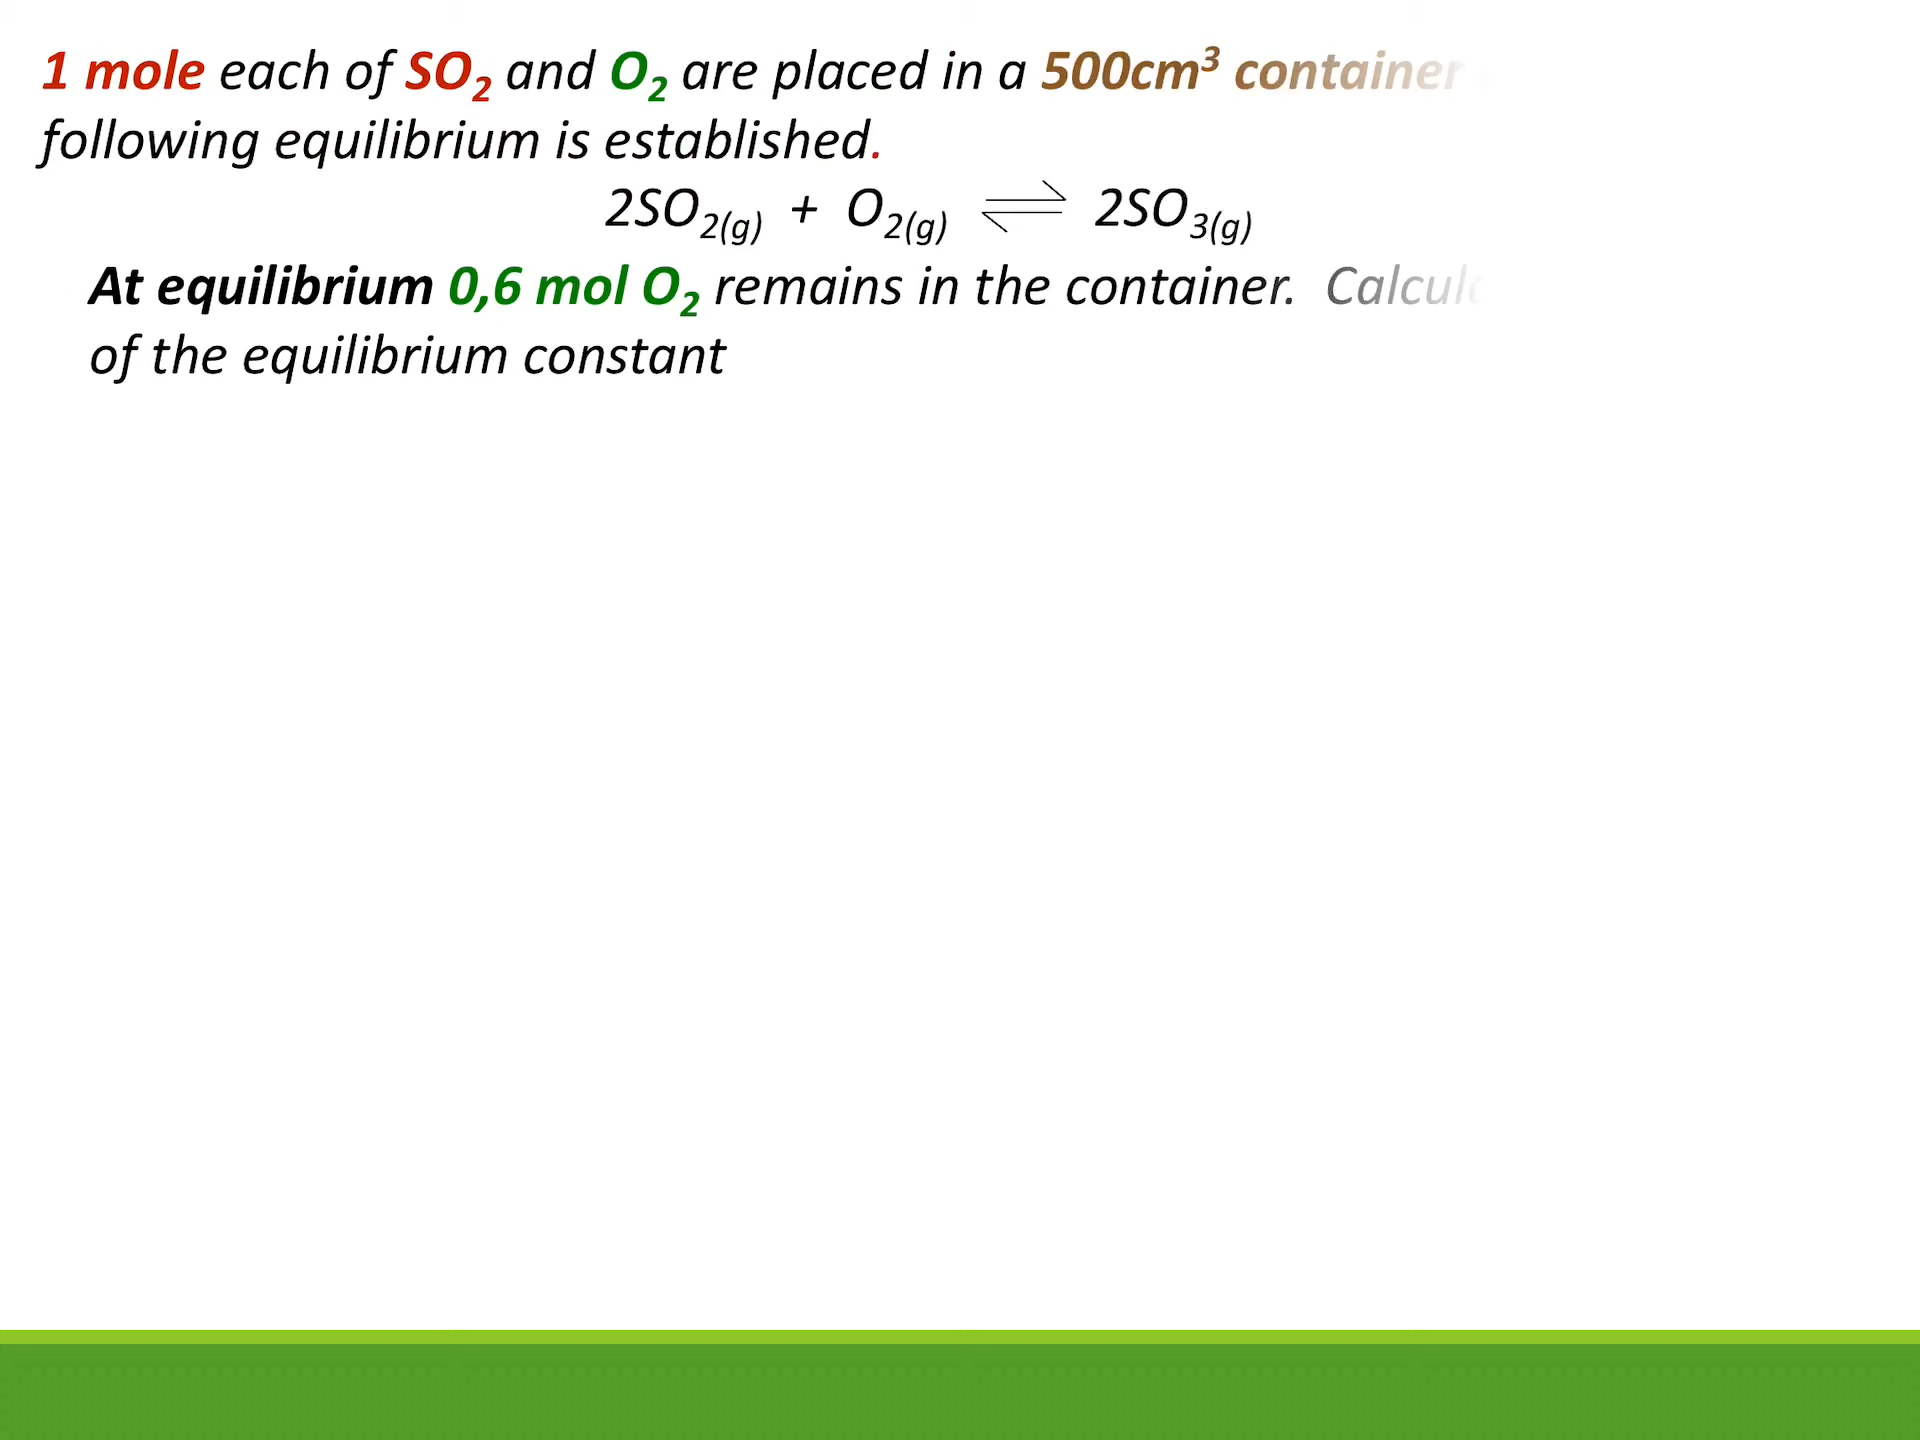 1 mole each of SO₂ and O₂ are placed in a 500cm³ container
following equilibrium is established.
2SO₂(g) + O₂(g) ⇌ 2SO₃(g)
At equilibrium 0,6 mol O₂ remains in the container.
of the equilibrium constant